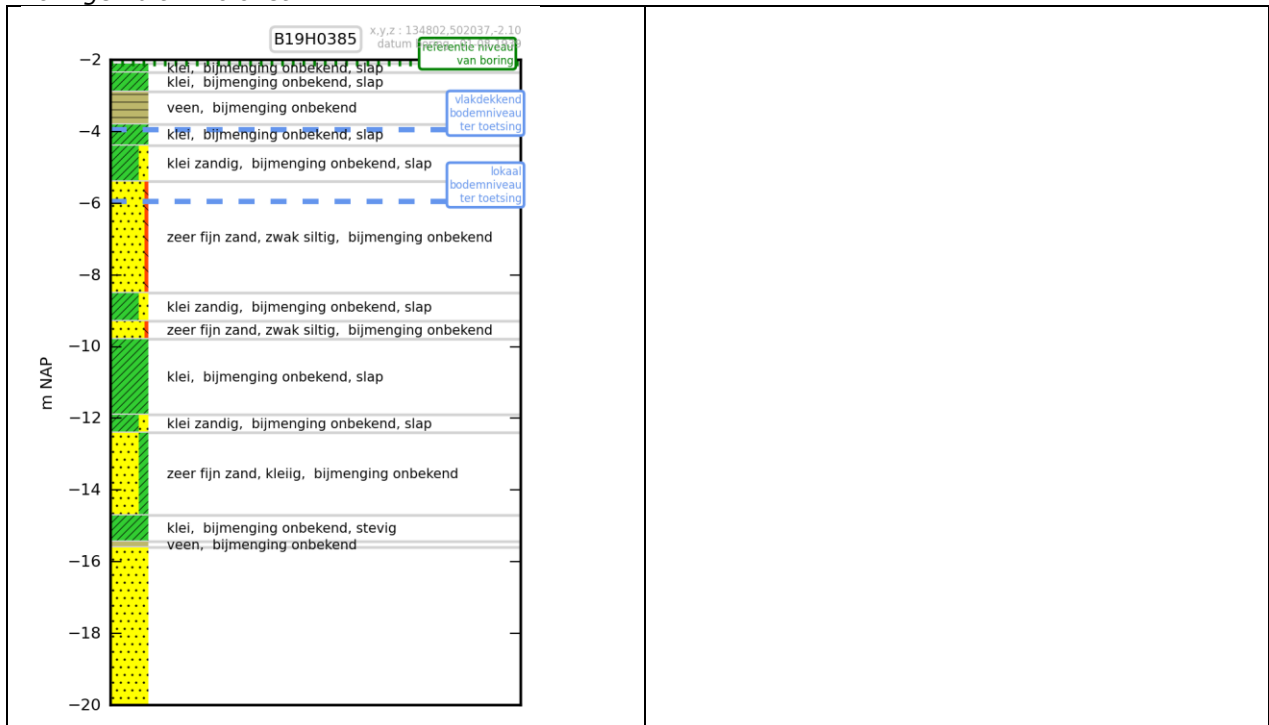 B19H0385
x,y,z : 134802,502037,-2.10
datum
referentie niveau
van boring
−2
klei, bijmenging onbekend, slap
klei, bijmenging onbekend, slap
veen, bijmenging onbekend
vlakdekkend
bodemniveau
ter toetsing
−4
klei, bijmenging onbekend, slap
klei zandig, bijmenging onbekend, slap
lokaal
bodemniveau
ter toetsing
−6
zeer fijn zand, zwak siltig, bijmenging onbekend
−8
klei zandig, bijmenging onbekend, slap
zeer fijn zand, zwak siltig, bijmenging onbekend
−10
klei, bijmenging onbekend, slap
m NAP
−12
klei zandig, bijmenging onbekend, slap
zeer fijn zand, kleiig, bijmenging onbekend
−14
klei, bijmenging onbekend, stevig
veen, bijmenging onbekend
−16
−18
−20